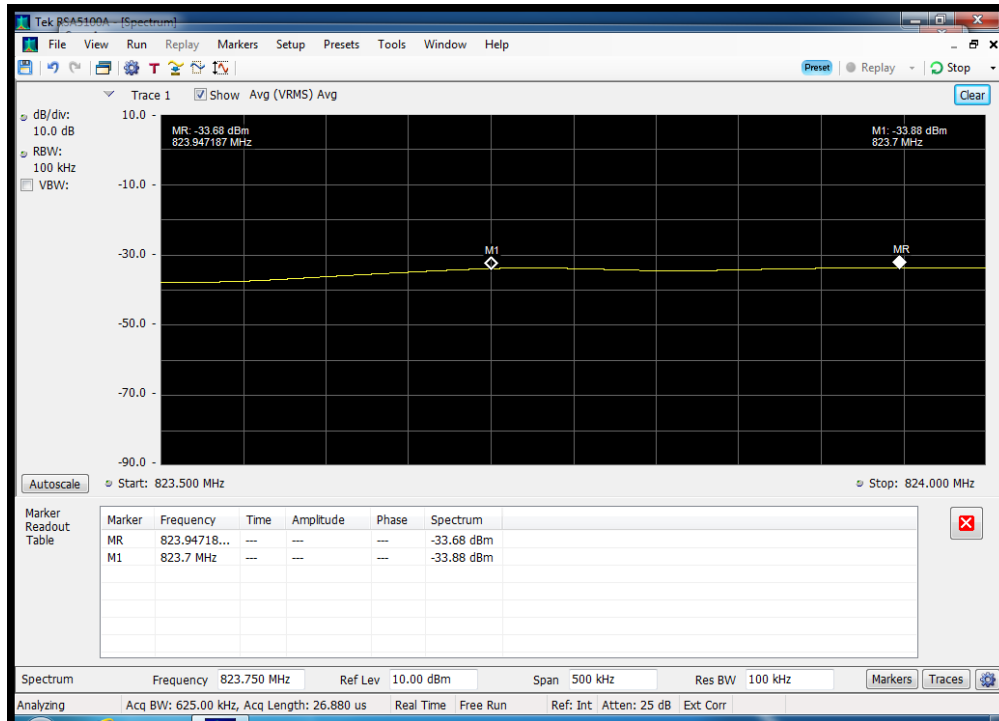 Tek RSA5100A - [Spectrum]
File View Run Replay Markers Setup Presets Tools Window Help
Preset Replay Stop
Trace 1 Show Avg (VRMS) Avg Clear
dB/div:
10.0 dB
RBW:
100 kHz
VBW:
10.0
-10.0
-30.0
-50.0
-70.0
-90.0
MR: -33.68 dBm
823.947187 MHz
M1: -33.88 dBm
823.7 MHz
M1
MR
Autoscale Start: 823.500 MHz Stop: 824.000 MHz
Marker
Readout
Table
Marker Frequency Time Amplitude Phase Spectrum
MR 823.94718... --- --- --- -33.68 dBm
M1 823.7 MHz --- --- --- -33.88 dBm
Spectrum Frequency 823.750 MHz Ref Lev 10.00 dBm Span 500 kHz Res BW 100 kHz Markers Traces
Analyzing Acq BW: 625.00 kHz, Acq Length: 26.880 us Real Time Free Run Ref: Int Atten: 25 dB Ext Corr